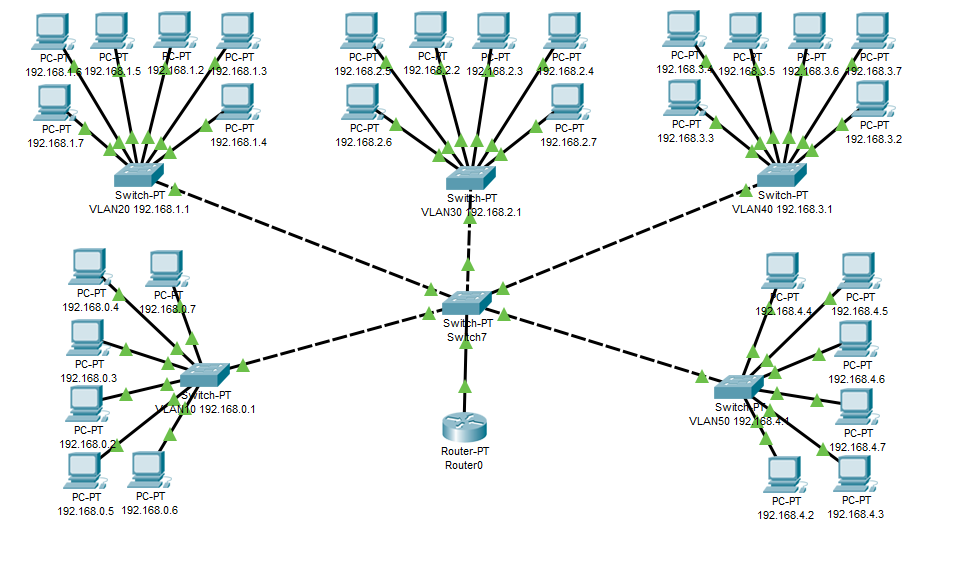 PC-PT
192.168.1.6
PC-PT
192.168.1.5
PC-PT
192.168.1.2
PC-PT
192.168.1.3
PC-PT
192.168.1.7
PC-PT
192.168.1.4
Switch-PT
VLAN20 192.168.1.1
PC-PT
192.168.2.5
PC-PT
192.168.2.2
PC-PT
192.168.2.3
PC-PT
192.168.2.4
PC-PT
192.168.2.6
PC-PT
192.168.2.7
Switch-PT
VLAN30 192.168.2.1
PC-PT
192.168.3.4
PC-PT
192.168.3.5
PC-PT
192.168.3.6
PC-PT
192.168.3.7
PC-PT
192.168.3.3
PC-PT
192.168.3.2
Switch-PT
VLAN40 192.168.3.1
PC-PT
192.168.0.4
PC-PT
192.168.0.7
PC-PT
192.168.0.3
PC-PT
192.168.0.2
PC-PT
192.168.0.5
PC-PT
192.168.0.6
Switch-PT
VLAN10 192.168.0.1
Switch-PT
Switch7
Router-PT
Router0
PC-PT
192.168.4.4
PC-PT
192.168.4.5
PC-PT
192.168.4.6
PC-PT
192.168.4.7
PC-PT
192.168.4.2
PC-PT
192.168.4.3
Switch-PT
VLAN50 192.168.4.1